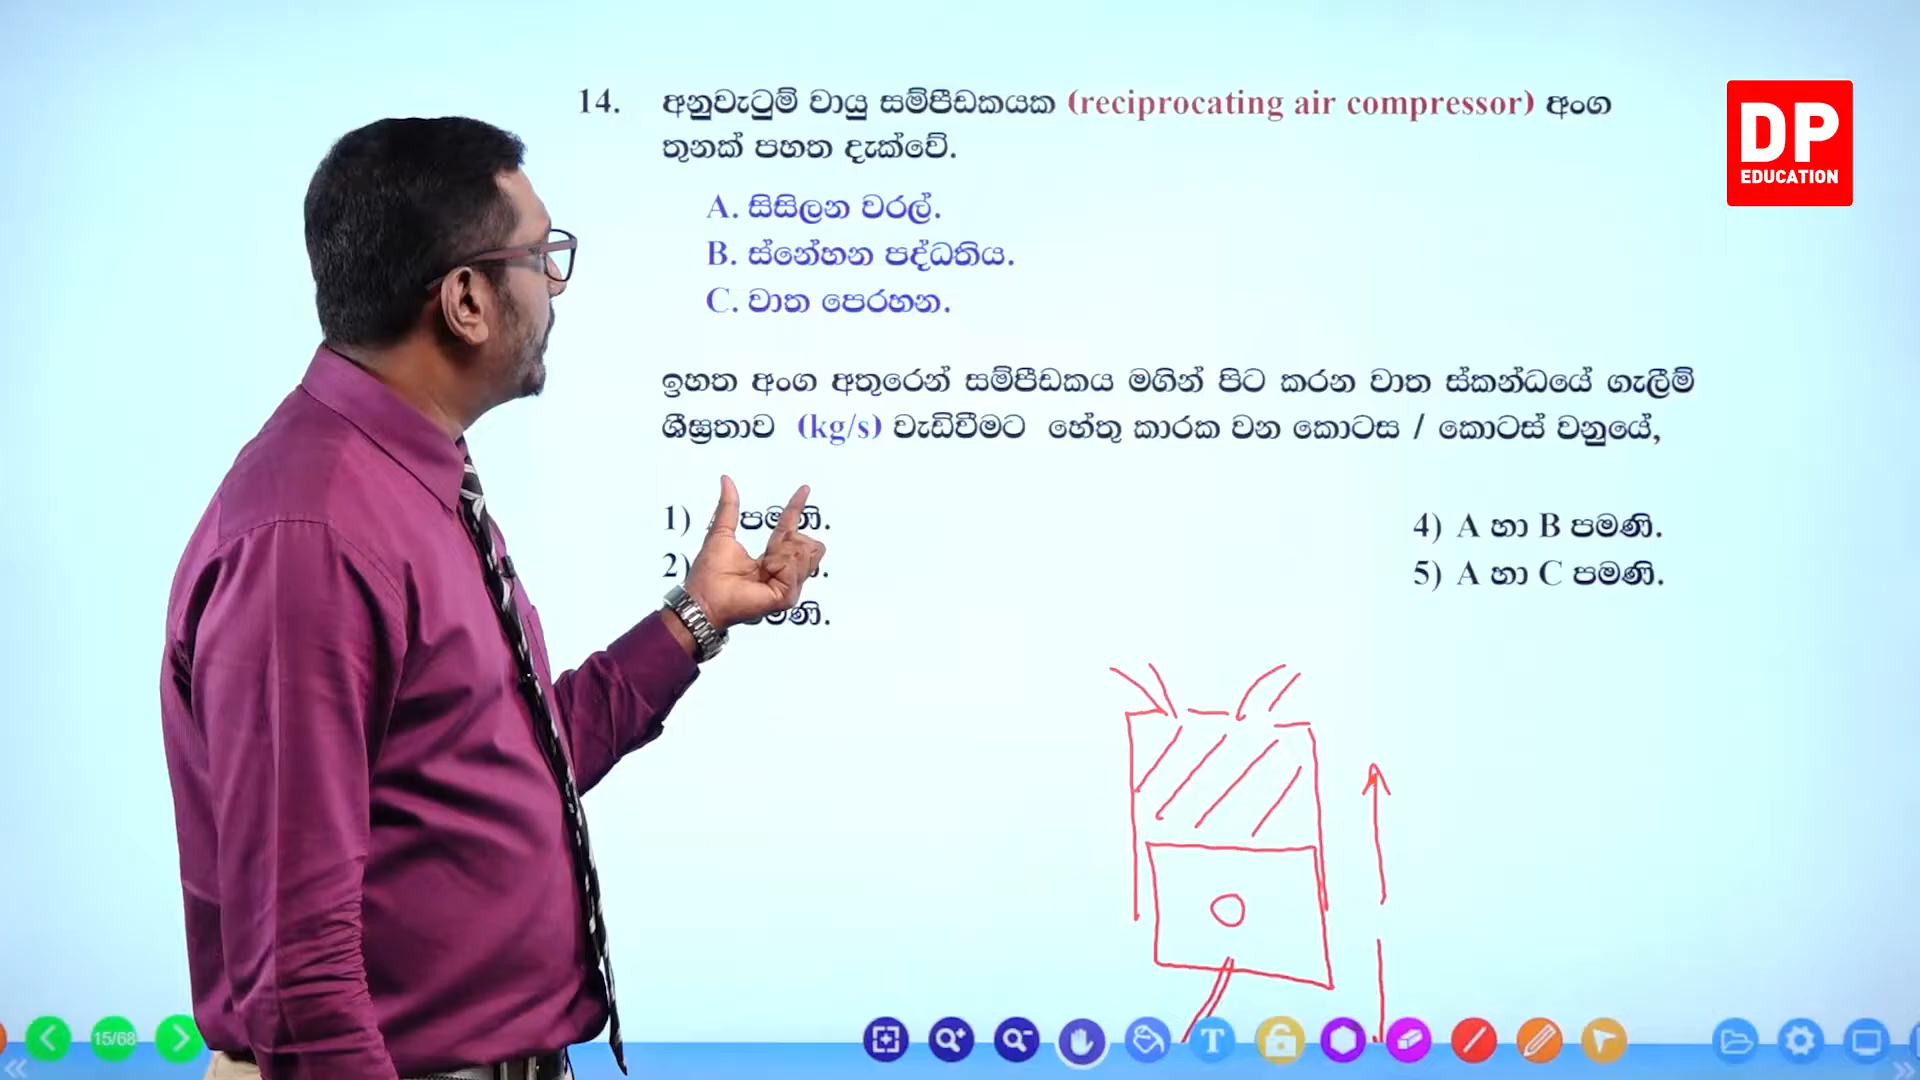 14. අනුවැටුම් වායු සම්පීඩකයක (reciprocating air compressor) අංග
තුනක් පහත දැක්වේ.
A. සිසිලන වරල්.
B. ස්නේහන පද්ධතිය.
C. වාත පෙරහන.
ඉහත අංග අතුරෙන් සම්පීඩකය මගින් පිට කරන වාත ස්කන්ධයේ ගැලීම්
ශීඝ්‍රතාව (kg/s) වැඩිවීමට හේතු කාරක වන කොටස / කොටස් වනුයේ,
1) පමණි.
2)
පමණි.
4) A හා B පමණි.
5) A හා C පමණි.
DP
EDUCATION
15/68
T